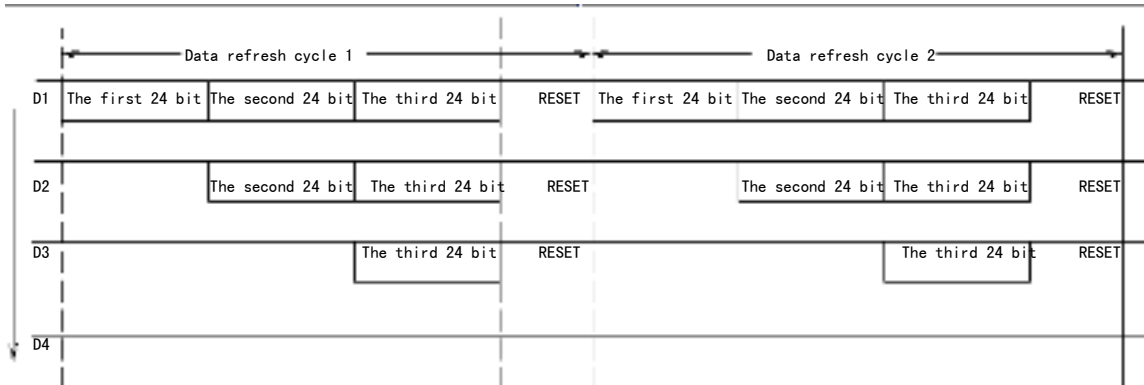 Data refresh cycle 1 Data refresh cycle 2
D1 The first 24 bit The second 24 bit The third 24 bit RESET The first 24 bit The second 24 bit The third 24 bit RESET
D2 The second 24 bit The third 24 bit RESET The second 24 bit The third 24 bit RESET
D3 The third 24 bit RESET The third 24 bit RESET
D4